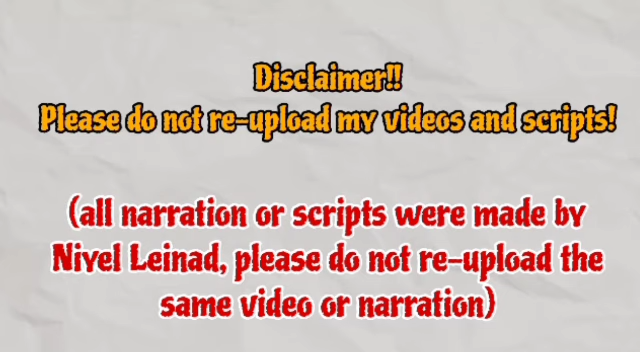 Disclaimer!!
Please do not re-upload my videos and scripts!
(all narration or scripts were made by
Nivel Leinad, please do not re-upload the
same video or narration)